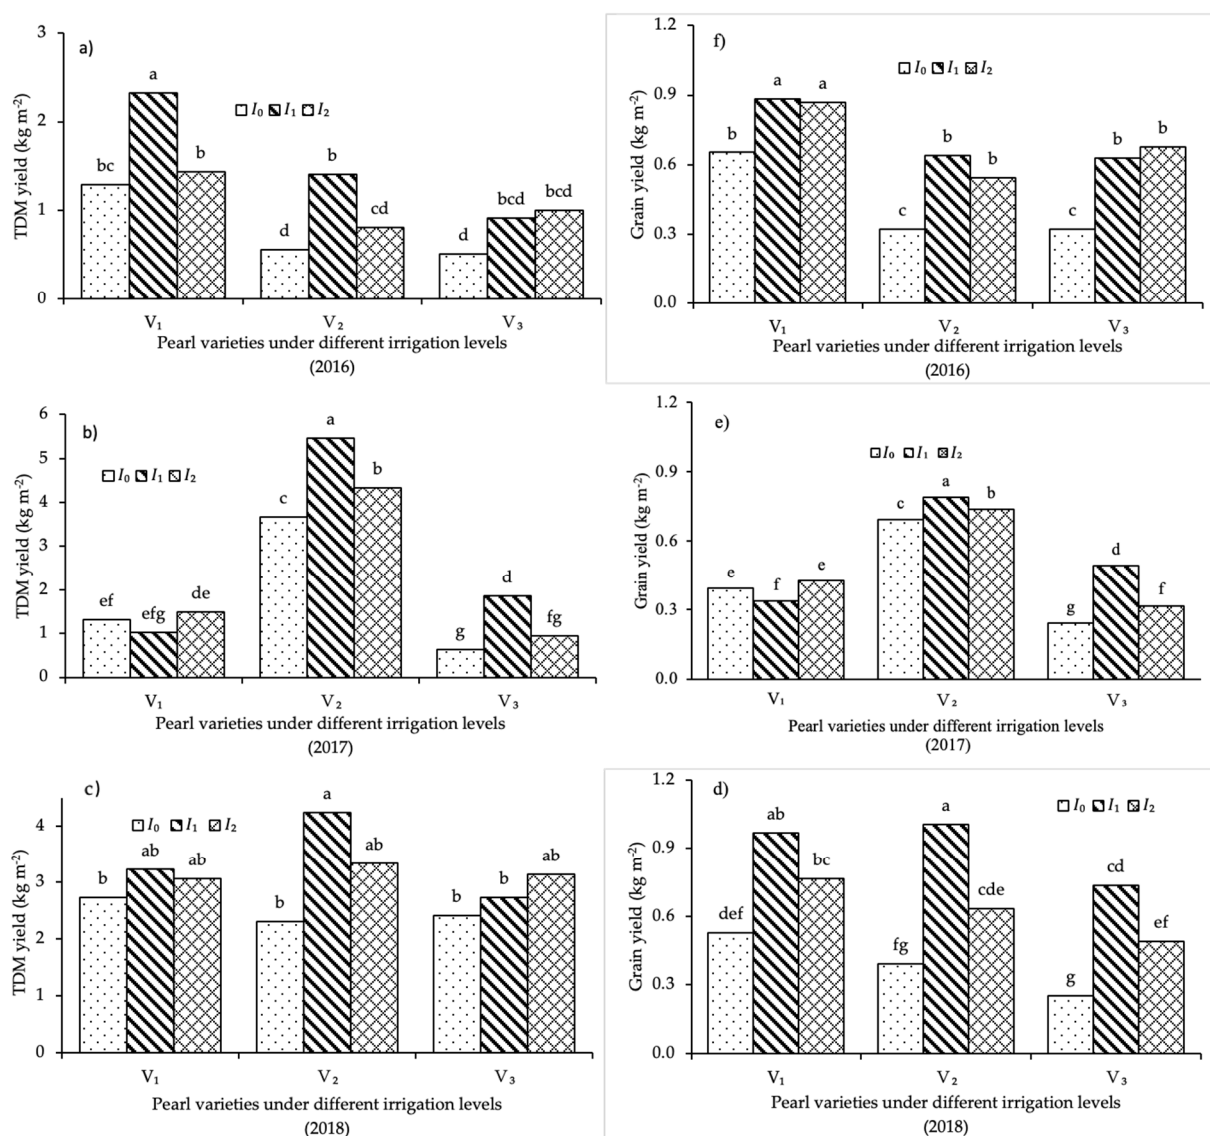 a)
TDM yield (kg m⁻²)
3
2
1
0
I₀ I₁ I₂
bc a b d b cd d bcd bcd
V₁ V₂ V₃
Pearl varieties under different irrigation levels
(2016)
f)
Grain yield (kg m⁻²)
1.2
0.9
0.6
0.3
0.0
I₀ I₁ I₂
b a a c b b c b b
V₁ V₂ V₃
Pearl varieties under different irrigation levels
(2016)
b)
TDM yield (kg m⁻²)
6
5
4
3
2
1
0
I₀ I₁ I₂
ef efg de c a b g d fg
V₁ V₂ V₃
Pearl varieties under different irrigation levels
(2017)
e)
Grain yield (kg m⁻²)
1.2
0.9
0.6
0.3
0.0
I₀ I₁ I₂
e f e c a b g d f
V₁ V₂ V₃
Pearl varieties under different irrigation levels
(2017)
c)
TDM yield (kg m⁻²)
4
3
2
1
0
I₀ I₁ I₂
b ab ab b a ab b b ab
V₁ V₂ V₃
Pearl varieties under different irrigation levels
(2018)
d)
Grain yield (kg m⁻²)
1.2
0.9
0.6
0.3
0.0
I₀ I₁ I₂
def ab bc fg a cde g cd ef
V₁ V₂ V₃
Pearl varieties under different irrigation levels
(2018)